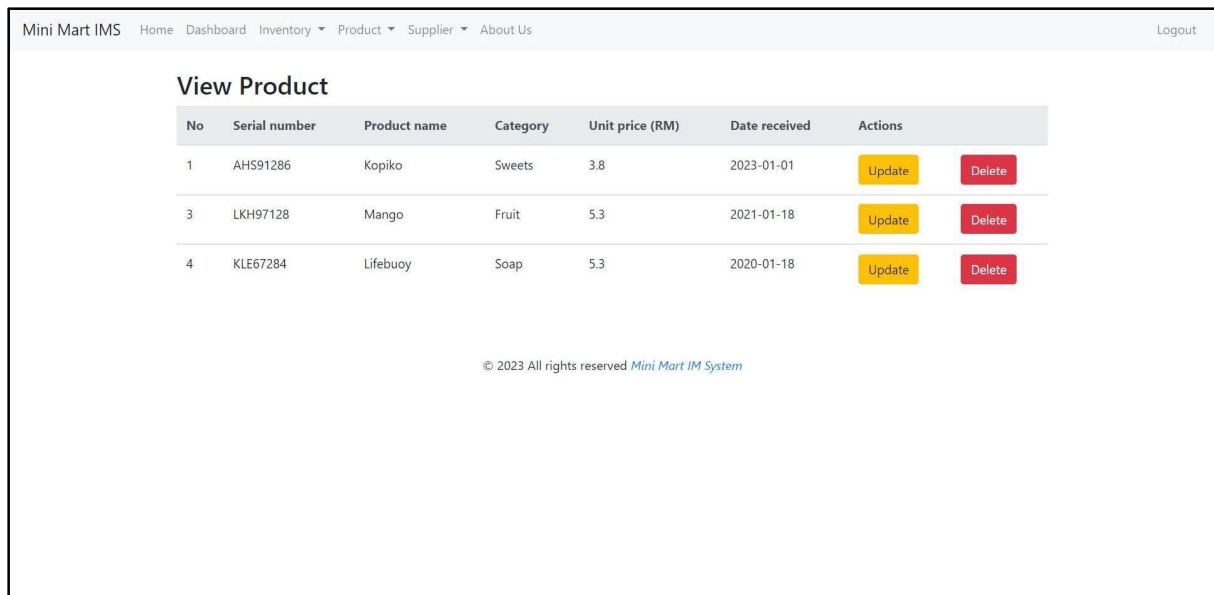 Mini Mart IMS Home Dashboard Inventory Product Supplier About Us Logout
View Product
No Serial number Product name Category Unit price (RM) Date received Actions
1 AHS91286 Kopiko Sweets 3.8 2023-01-01 Update Delete
3 LKH97128 Mango Fruit 5.3 2021-01-18 Update Delete
4 KLE67284 Lifebuoy Soap 5.3 2020-01-18 Update Delete
© 2023 All rights reserved Mini Mart IM System